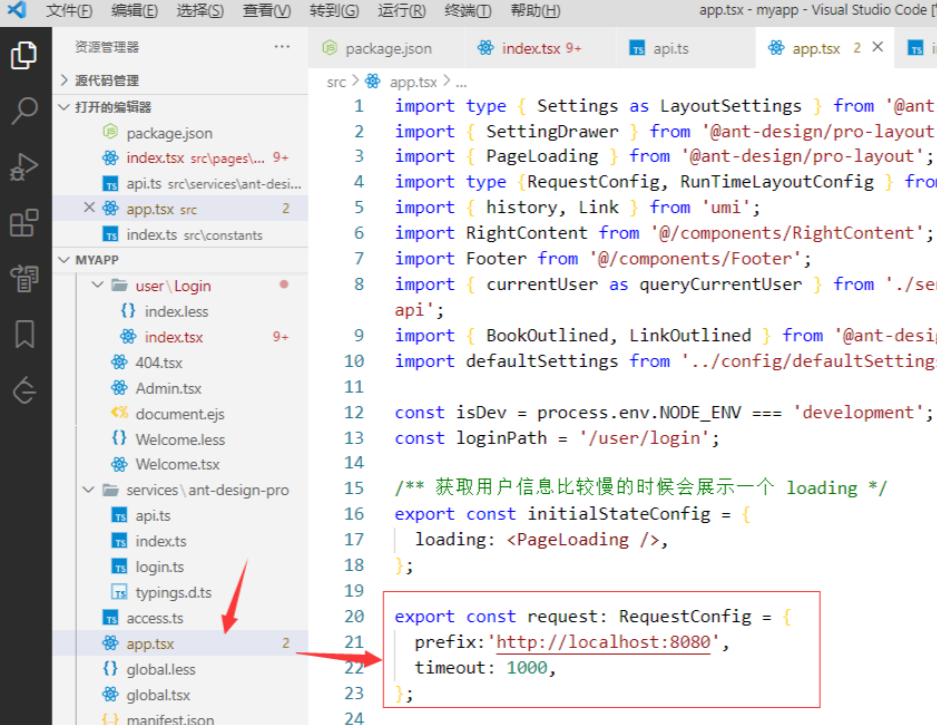 文件(F) 编辑(E) 选择(S) 查看(V) 转到(G) 运行(R) 终端(T) 帮助(H) app.tsx - myapp - Visual Studio Code [
资源管理器 ···
源代码管理
打开的编辑器
package.json
index.tsx src\pages\... 9+
TS api.ts src\services\ant-desi...
app.tsx src 2
TS index.ts src\constants
MYAPP
user\Login
{} index.less
index.tsx 9+
404.tsx
Admin.tsx
<% document.ejs
{} Welcome.less
Welcome.tsx
services\ant-design-pro
TS api.ts
TS index.ts
TS login.ts
TS typings.d.ts
TS access.ts
app.tsx 2
{} global.less
global.tsx
{..} manifest.json
package.json index.tsx 9+ TS api.ts app.tsx 2 TS
src > app.tsx > ...
1 import type { Settings as LayoutSettings } from '@ant
2 import { SettingDrawer } from '@ant-design/pro-layout
3 import { PageLoading } from '@ant-design/pro-layout';
4 import type {RequestConfig, RunTimeLayoutConfig } from
5 import { history, Link } from 'umi';
6 import RightContent from '@/components/RightContent';
7 import Footer from '@/components/Footer';
8 import { currentUser as queryCurrentUser } from './ser
api';
9 import { BookOutlined, LinkOutlined } from '@ant-desig
10 import defaultSettings from '../config/defaultSettings
11
12 const isDev = process.env.NODE_ENV === 'development';
13 const loginPath = '/user/login';
14
15 /** 获取用户信息比较慢的时候会展示一个 loading */
16 export const initialStateConfig = {
17 loading: <PageLoading />,
18 };
19
20 export const request: RequestConfig = {
21 prefix:'http://localhost:8080',
22 timeout: 1000,
23 };
24